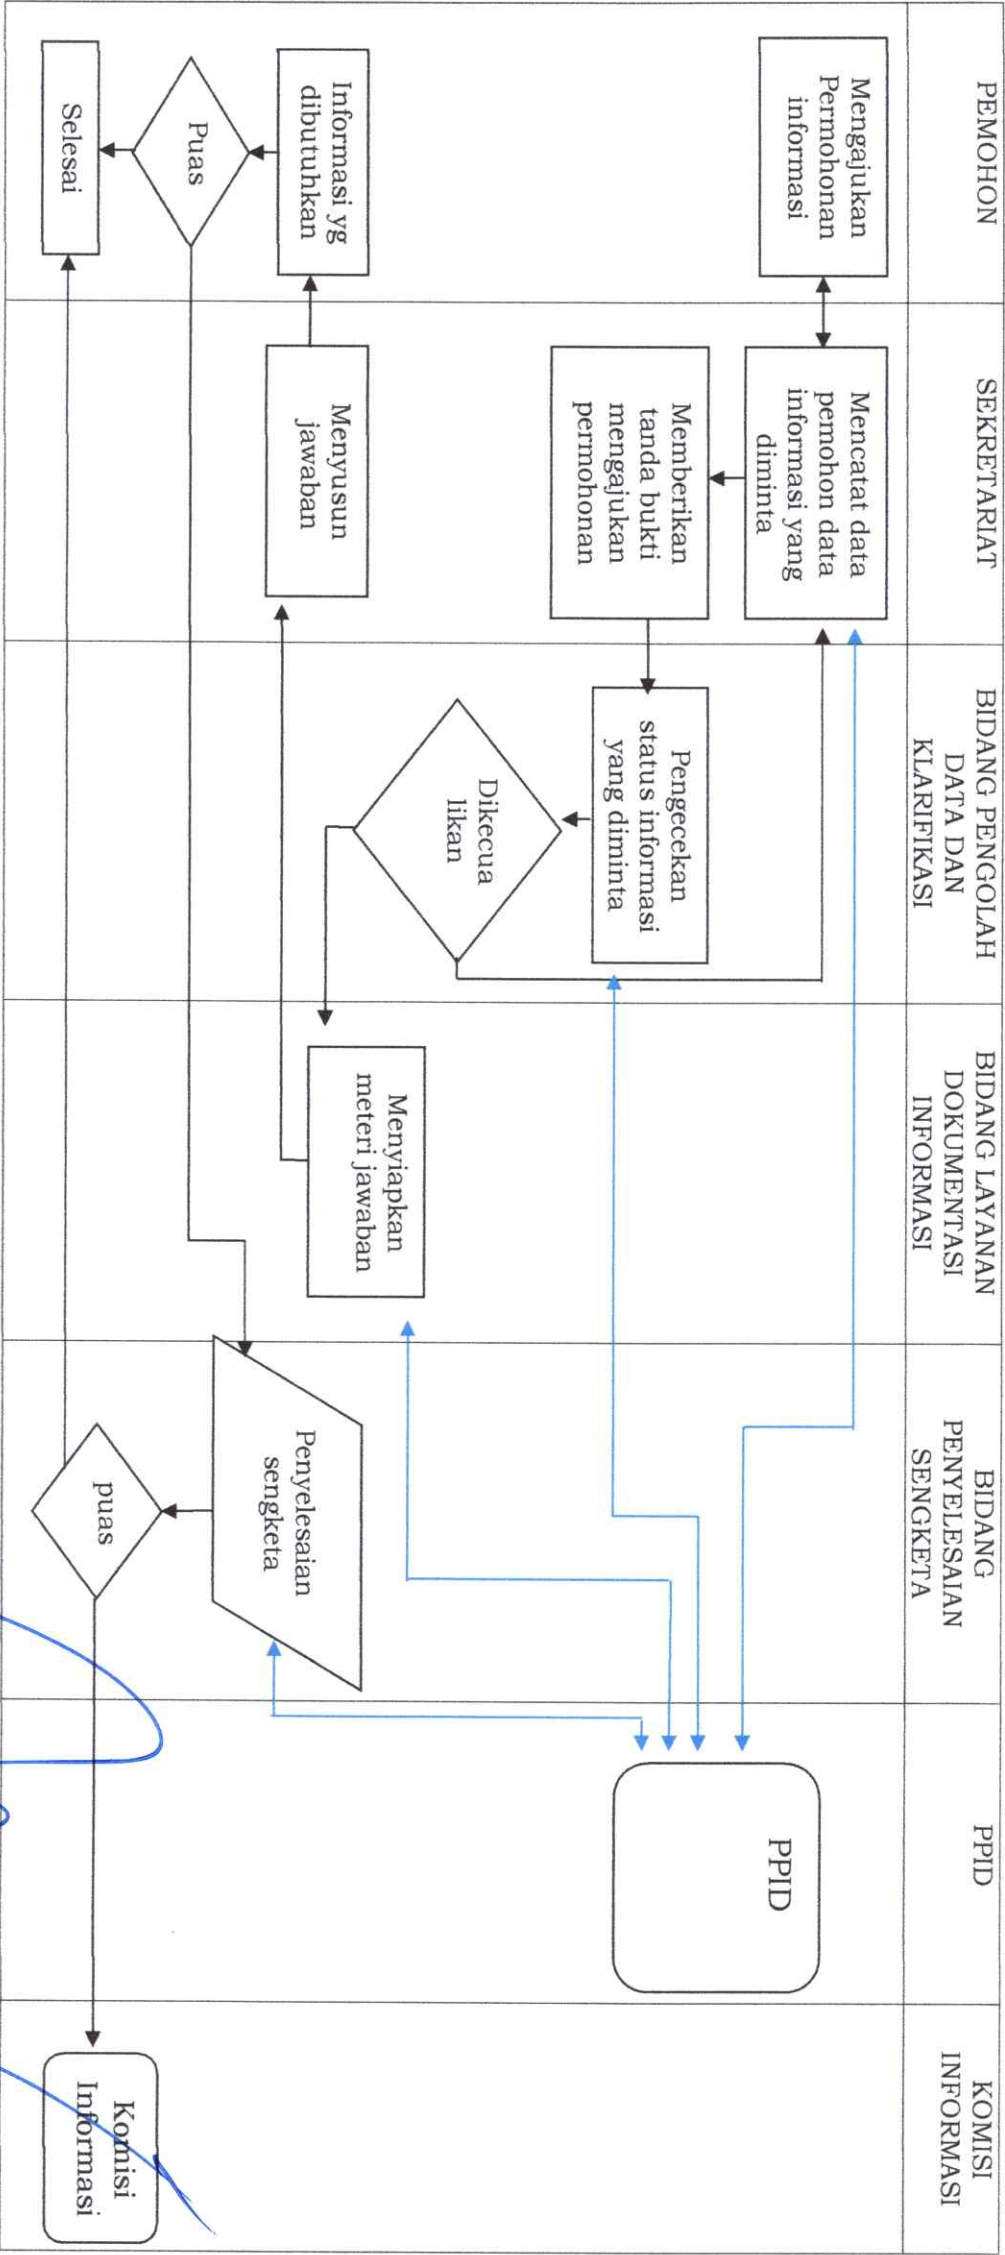 PEMOHON
SEKRETARIAT
BIDANG PENGOLAH
DATA DAN
KLARIFIKASI
BIDANG LAYANAN
DOKUMENTASI
INFORMASI
BIDANG
PENYELESAIAN
SENGKETA
PPID
KOMISI
INFORMASI
Mengajukan
Permohonan
informasi
Mencatat data
pemohon data
informasi yang
diminta
Memberikan
tanda bukti
mengajukan
permohonan
Pengecekan
status informasi
yang diminta
Dikecua
likan
PPID
Menyiapkan
meteri jawaban
Menyusun
jawaban
Informasi yg
dibutuhkan
Puas
Selesai
Penyelesaian
sengketa
puas
Komisi
Informasi